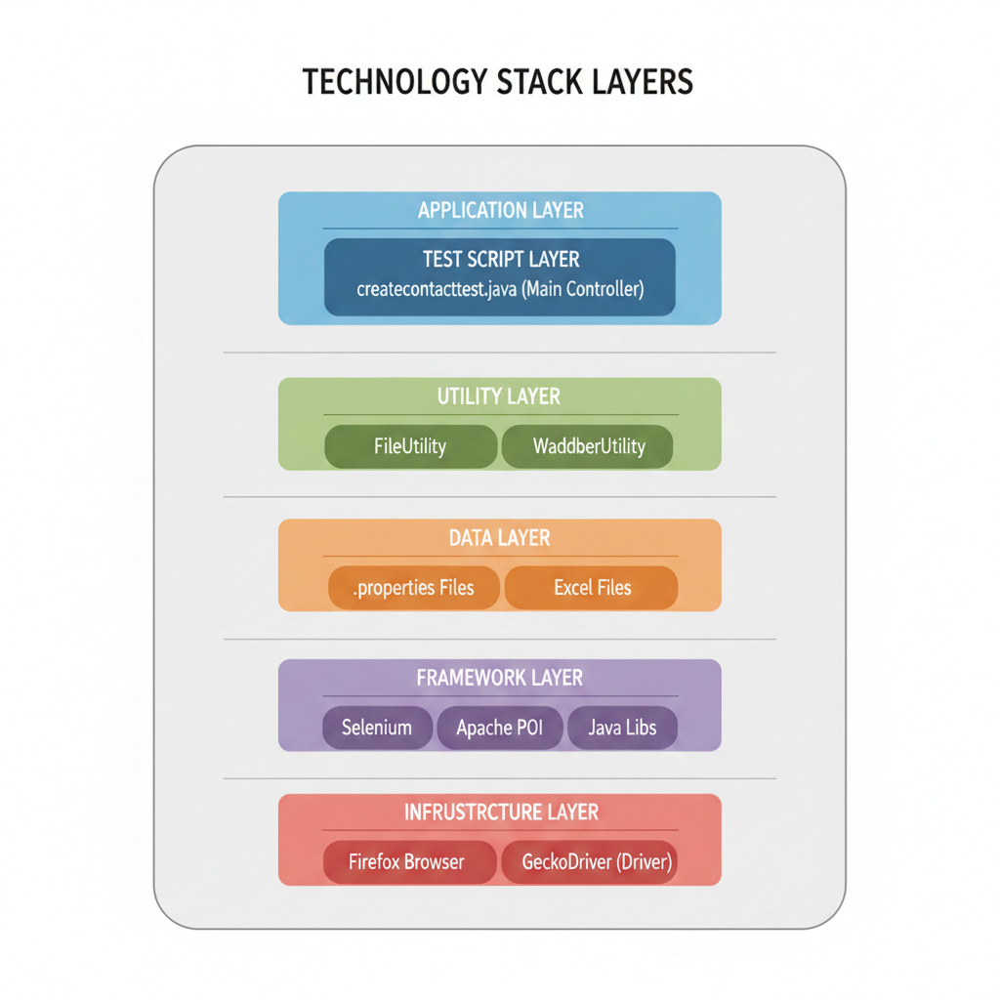 TECHNOLOGY STACK LAYERS
APPLICATION LAYER
TEST SCRIPT LAYER
createcontacttest.java (Main Controller)
UTILITY LAYER
FileUtility
WaddberUtility
DATA LAYER
.properties Files
Excel Files
FRAMEWORK LAYER
Selenium
Apache POI
Java Libs
INFRUSTRCTURE LAYER
Firefox Browser
GeckoDriver (Driver)